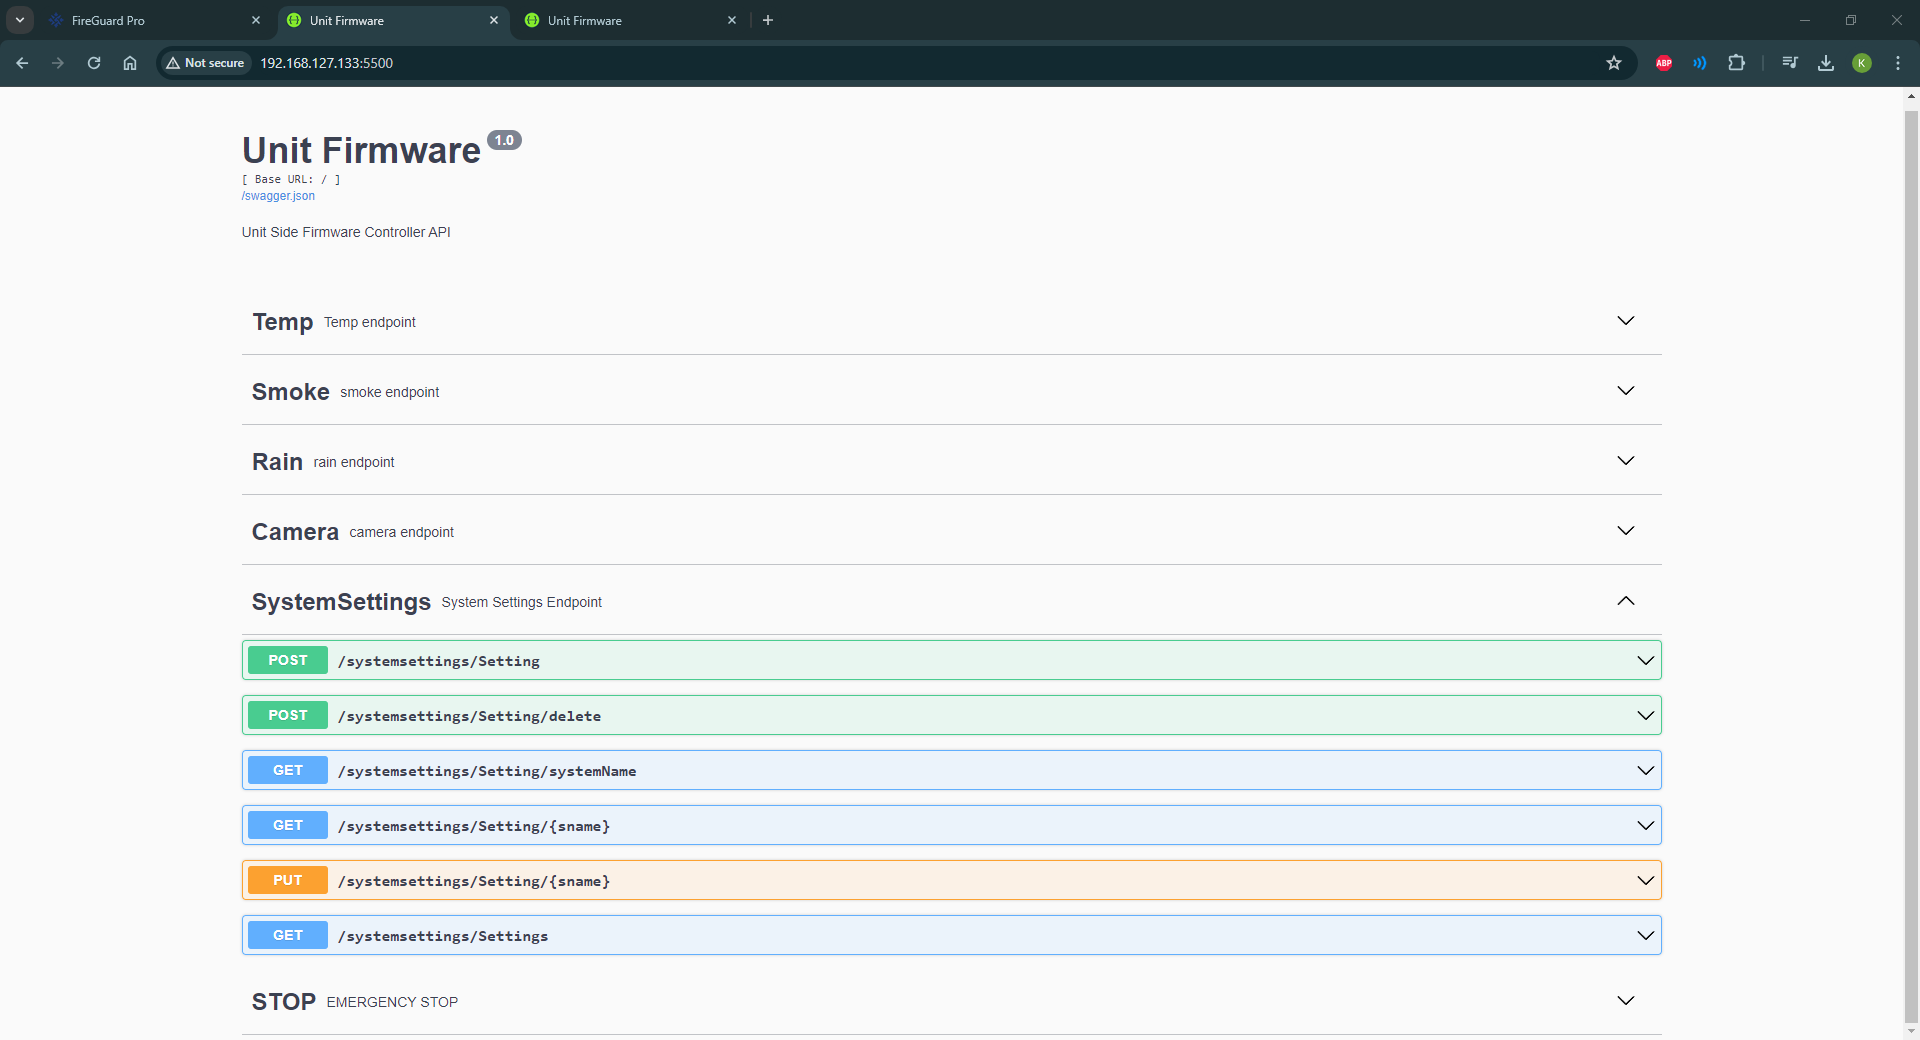 FireGuard Pro
Unit Firmware
Unit Firmware
Not secure
192.168.127.133:5500
ABP
K
Unit Firmware 1.0
[ Base URL: / ]
/swagger.json
Unit Side Firmware Controller API
Temp Temp endpoint
Smoke smoke endpoint
Rain rain endpoint
Camera camera endpoint
SystemSettings System Settings Endpoint
POST /systemsettings/Setting
POST /systemsettings/Setting/delete
GET /systemsettings/Setting/systemName
GET /systemsettings/Setting/{sname}
PUT /systemsettings/Setting/{sname}
GET /systemsettings/Settings
STOP EMERGENCY STOP